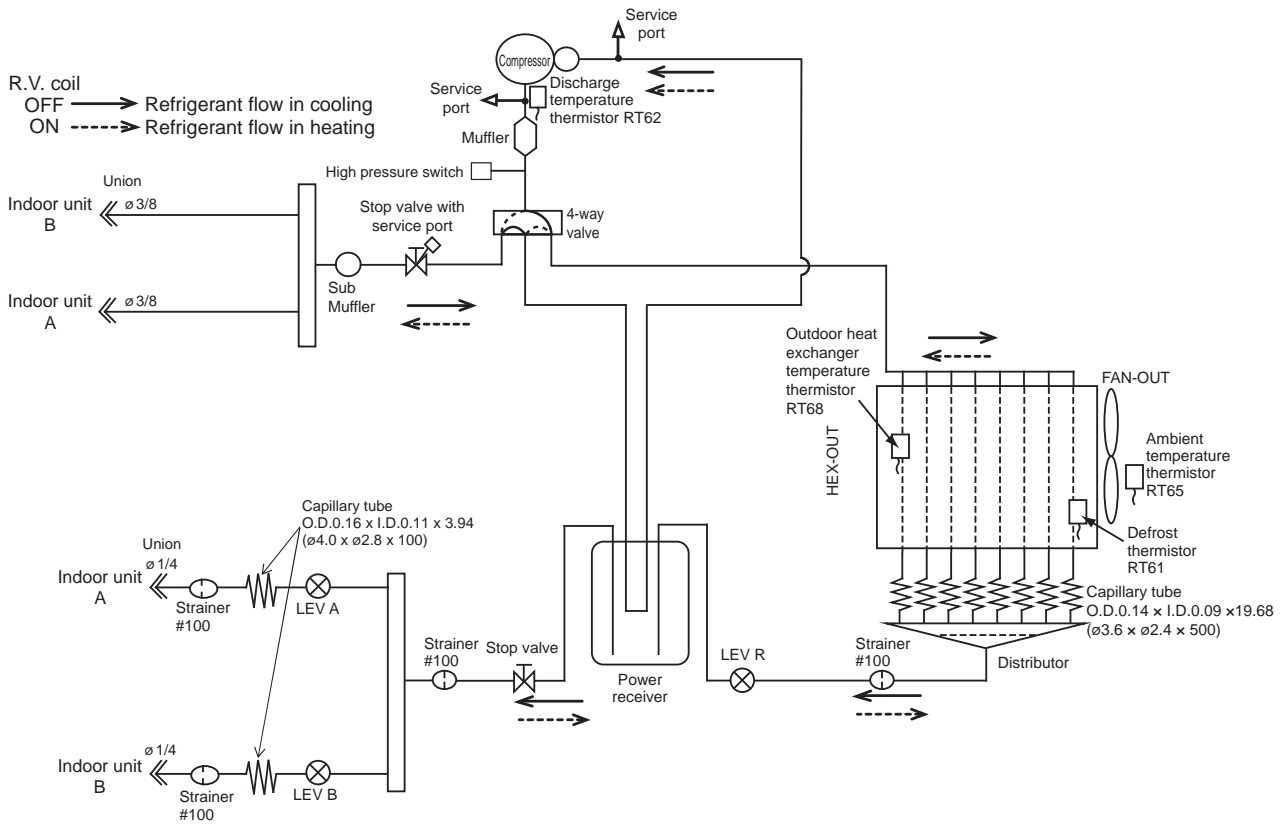 Service
port
Compressor
R.V. coil
OFF Refrigerant flow in cooling
ON Refrigerant flow in heating
Service
port
Discharge
temperature
thermistor RT62
Muffler
High pressure switch
Union
Indoor unit
B
ø 3/8
Stop valve with
service port
4-way
valve
Indoor unit
A
ø 3/8
Sub
Muffler
Outdoor heat
exchanger
temperature
thermistor
RT68
FAN-OUT
HEX-OUT
Ambient
temperature
thermistor
RT65
Defrost
thermistor
RT61
Capillary tube
O.D.0.16 x I.D.0.11 x 3.94
(ø4.0 x ø2.8 x 100)
Union
ø 1/4
Indoor unit
A
Strainer
#100
LEV A
Capillary tube
O.D.0.14 × I.D.0.09 ×19.68
(ø3.6 × ø2.4 × 500)
Strainer
#100
Stop valve
Power
receiver
LEV R
Strainer
#100
Distributor
ø 1/4
Indoor unit
B
Strainer
#100
LEV B